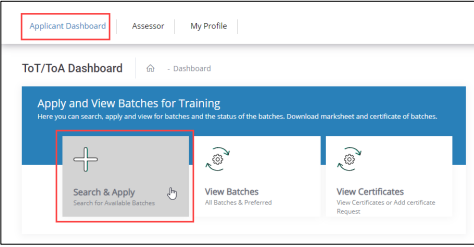 Applicant Dashboard Assessor My Profile
ToT/ToA Dashboard - Dashboard
Apply and View Batches for Training
Here you can search, apply and view for batches and the status of the batches. Download marksheet and certificate of batches.
Search & Apply
Search for Available Batches
View Batches
All Batches & Preferred
View Certificates
View Certificates or Add certificate
Request